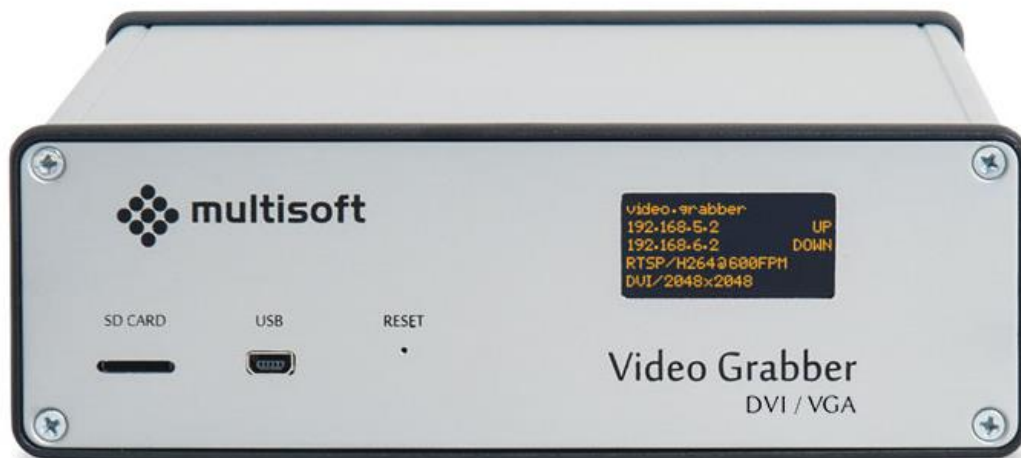 multisoft
video.grabber
192.168.5.2 UP
192.168.6.2 DOWN
RTSP/H264@600FPM
DVI/2048x2048
SD CARD USB RESET
Video Grabber
DVI / VGA